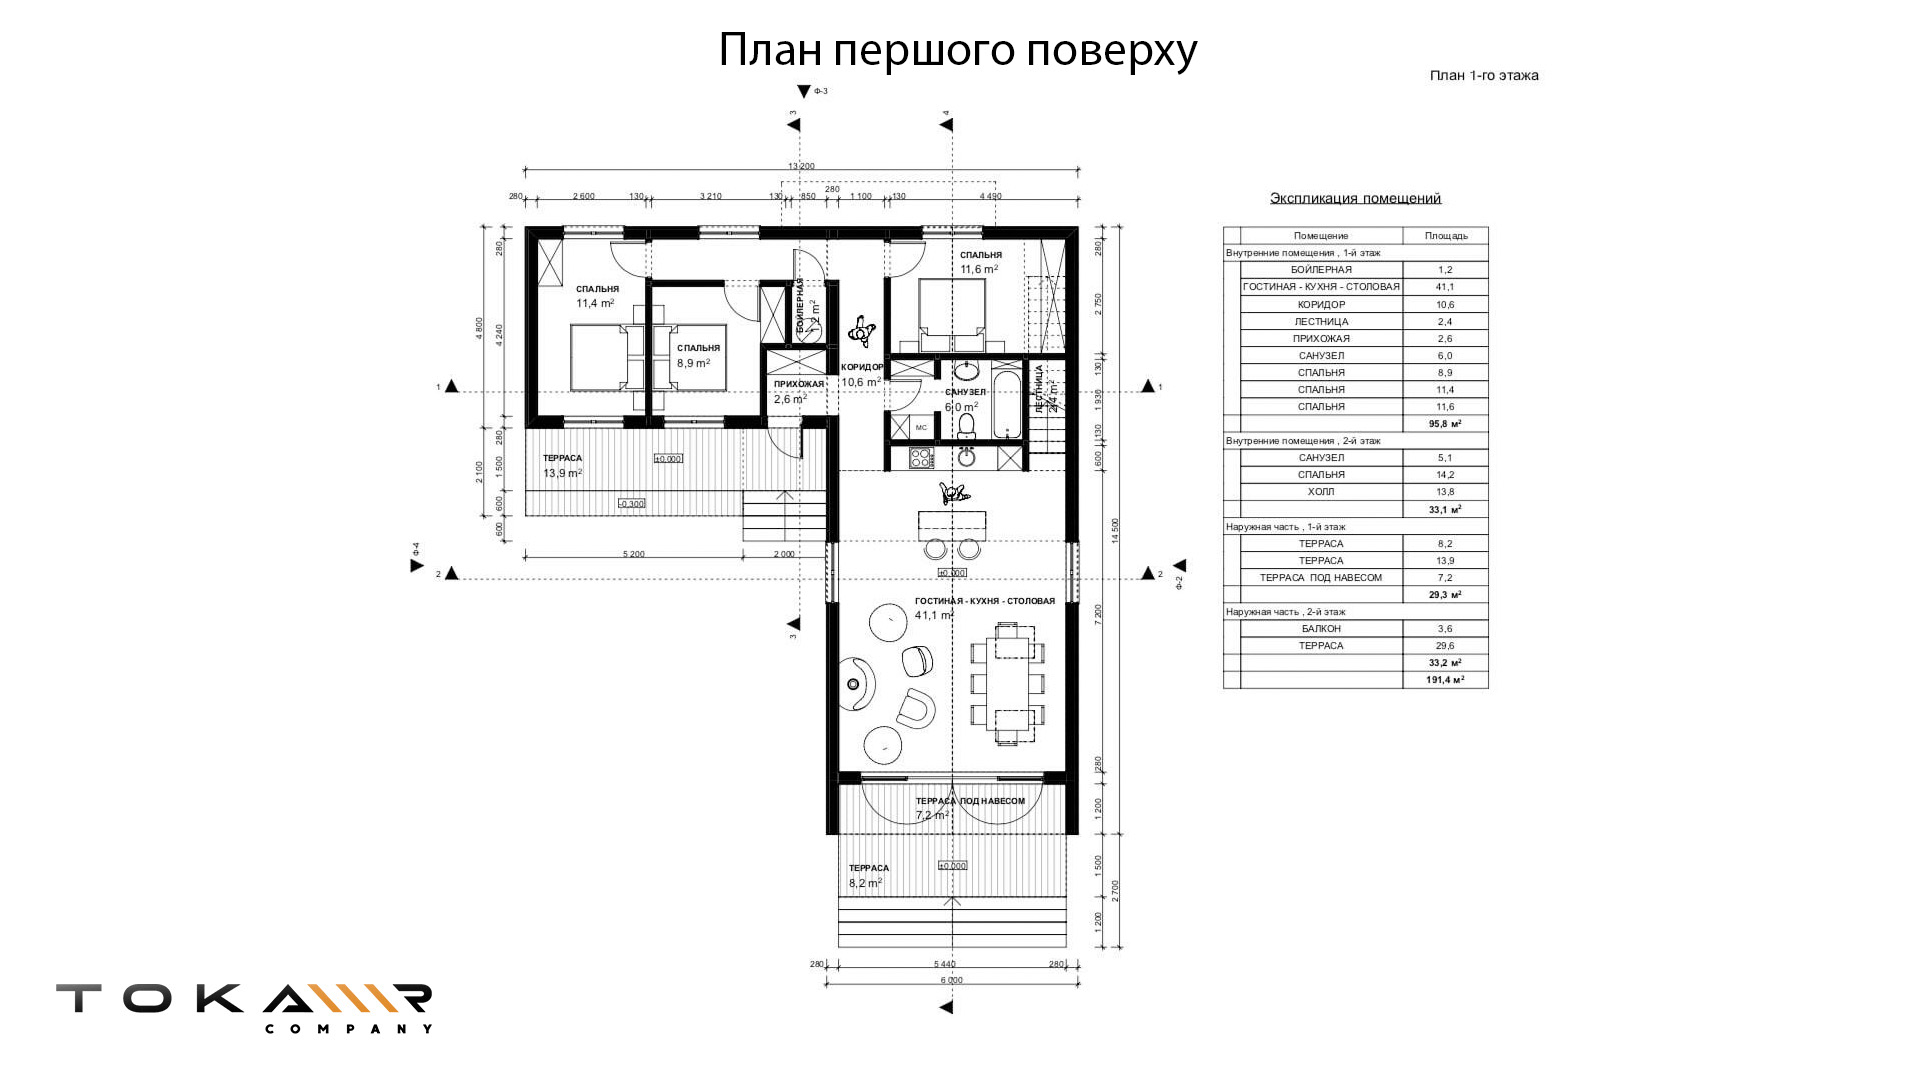 План першого поверху
План 1-го этажа
Ф-3
3
4
13 200
280
2 600
130
3 210
130
850
280
1 100
130
4 490
Экспликация помещений
Помещение Площадь
Внутренние помещения , 1-й этаж
БОЙЛЕРНАЯ 1,2
ГОСТИНАЯ - КУХНЯ - СТОЛОВАЯ 41,1
КОРИДОР 10,6
ЛЕСТНИЦА 2,4
ПРИХОЖАЯ 2,6
САНУЗЕЛ 6,0
СПАЛЬНЯ 8,9
СПАЛЬНЯ 11,4
СПАЛЬНЯ 11,6
95,8 м²
Внутренние помещения , 2-й этаж
САНУЗЕЛ 5,1
СПАЛЬНЯ 14,2
ХОЛЛ 13,8
33,1 м²
Наружная часть , 1-й этаж
ТЕРРАСА 8,2
ТЕРРАСА 13,9
ТЕРРАСА ПОД НАВЕСОМ 7,2
29,3 м²
Наружная часть , 2-й этаж
БАЛКОН 3,6
ТЕРРАСА 29,6
33,2 м²
191,4 м²
280
4 800
4 240
280
2 100
1 500
600
600
СПАЛЬНЯ
11,4 m²
СПАЛЬНЯ
8,9 m²
БОЙЛЕРНАЯ
1,2 m²
СПАЛЬНЯ
11,6 m²
КОРИДОР
10,6 m²
ПРИХОЖАЯ
2,6 m²
САНУЗЕЛ
6,0 m²
МС
ЛЕСТНИЦА
2,4 m²
1
1
ТЕРРАСА
13,9 m²
±0,000
-0,300
5 200
2 000
Ф-4
2
2
Ф-2
3
±0,000
ГОСТИНАЯ - КУХНЯ - СТОЛОВАЯ
41,1 m²
280
2 750
130
1 930
130
600
14 500
7 200
280
1 200
1 500
2 700
1 200
ТЕРРАСА ПОД НАВЕСОМ
7,2 m²
ТЕРРАСА
8,2 m²
±0,000
280
5 440
280
6 000
TOKAR
COMPANY